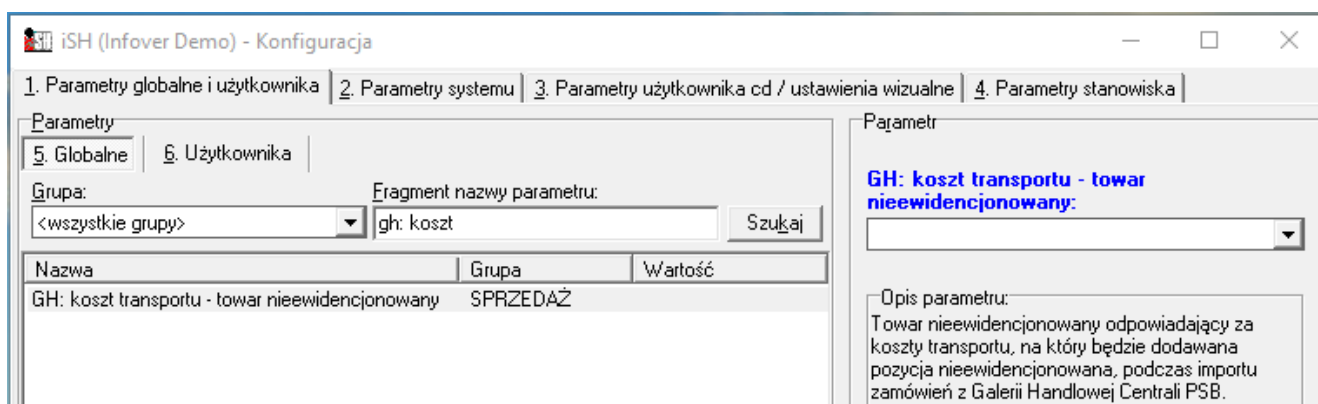 iSH (Infover Demo) - Konfiguracja
1. Parametry globalne i użytkownika 2. Parametry systemu 3. Parametry użytkownika cd / ustawienia wizualne 4. Parametry stanowiska
Parametry
5. Globalne 6. Użytkownika
Grupa: Fragment nazwy parametru:
<wszystkie grupy> gh: koszt Szukaj
Nazwa Grupa Wartość
GH: koszt transportu - towar nieewidencjonowany SPRZEDAŻ
Parametr
GH: koszt transportu - towar
nieewidencjonowany:
Opis parametru:
Towar nieewidencjonowany odpowiadający za
koszty transportu, na który będzie dodawana
pozycja nieewidencjonowana, podczas importu
zamówień z Galerii Handlowej Centrali PSB.